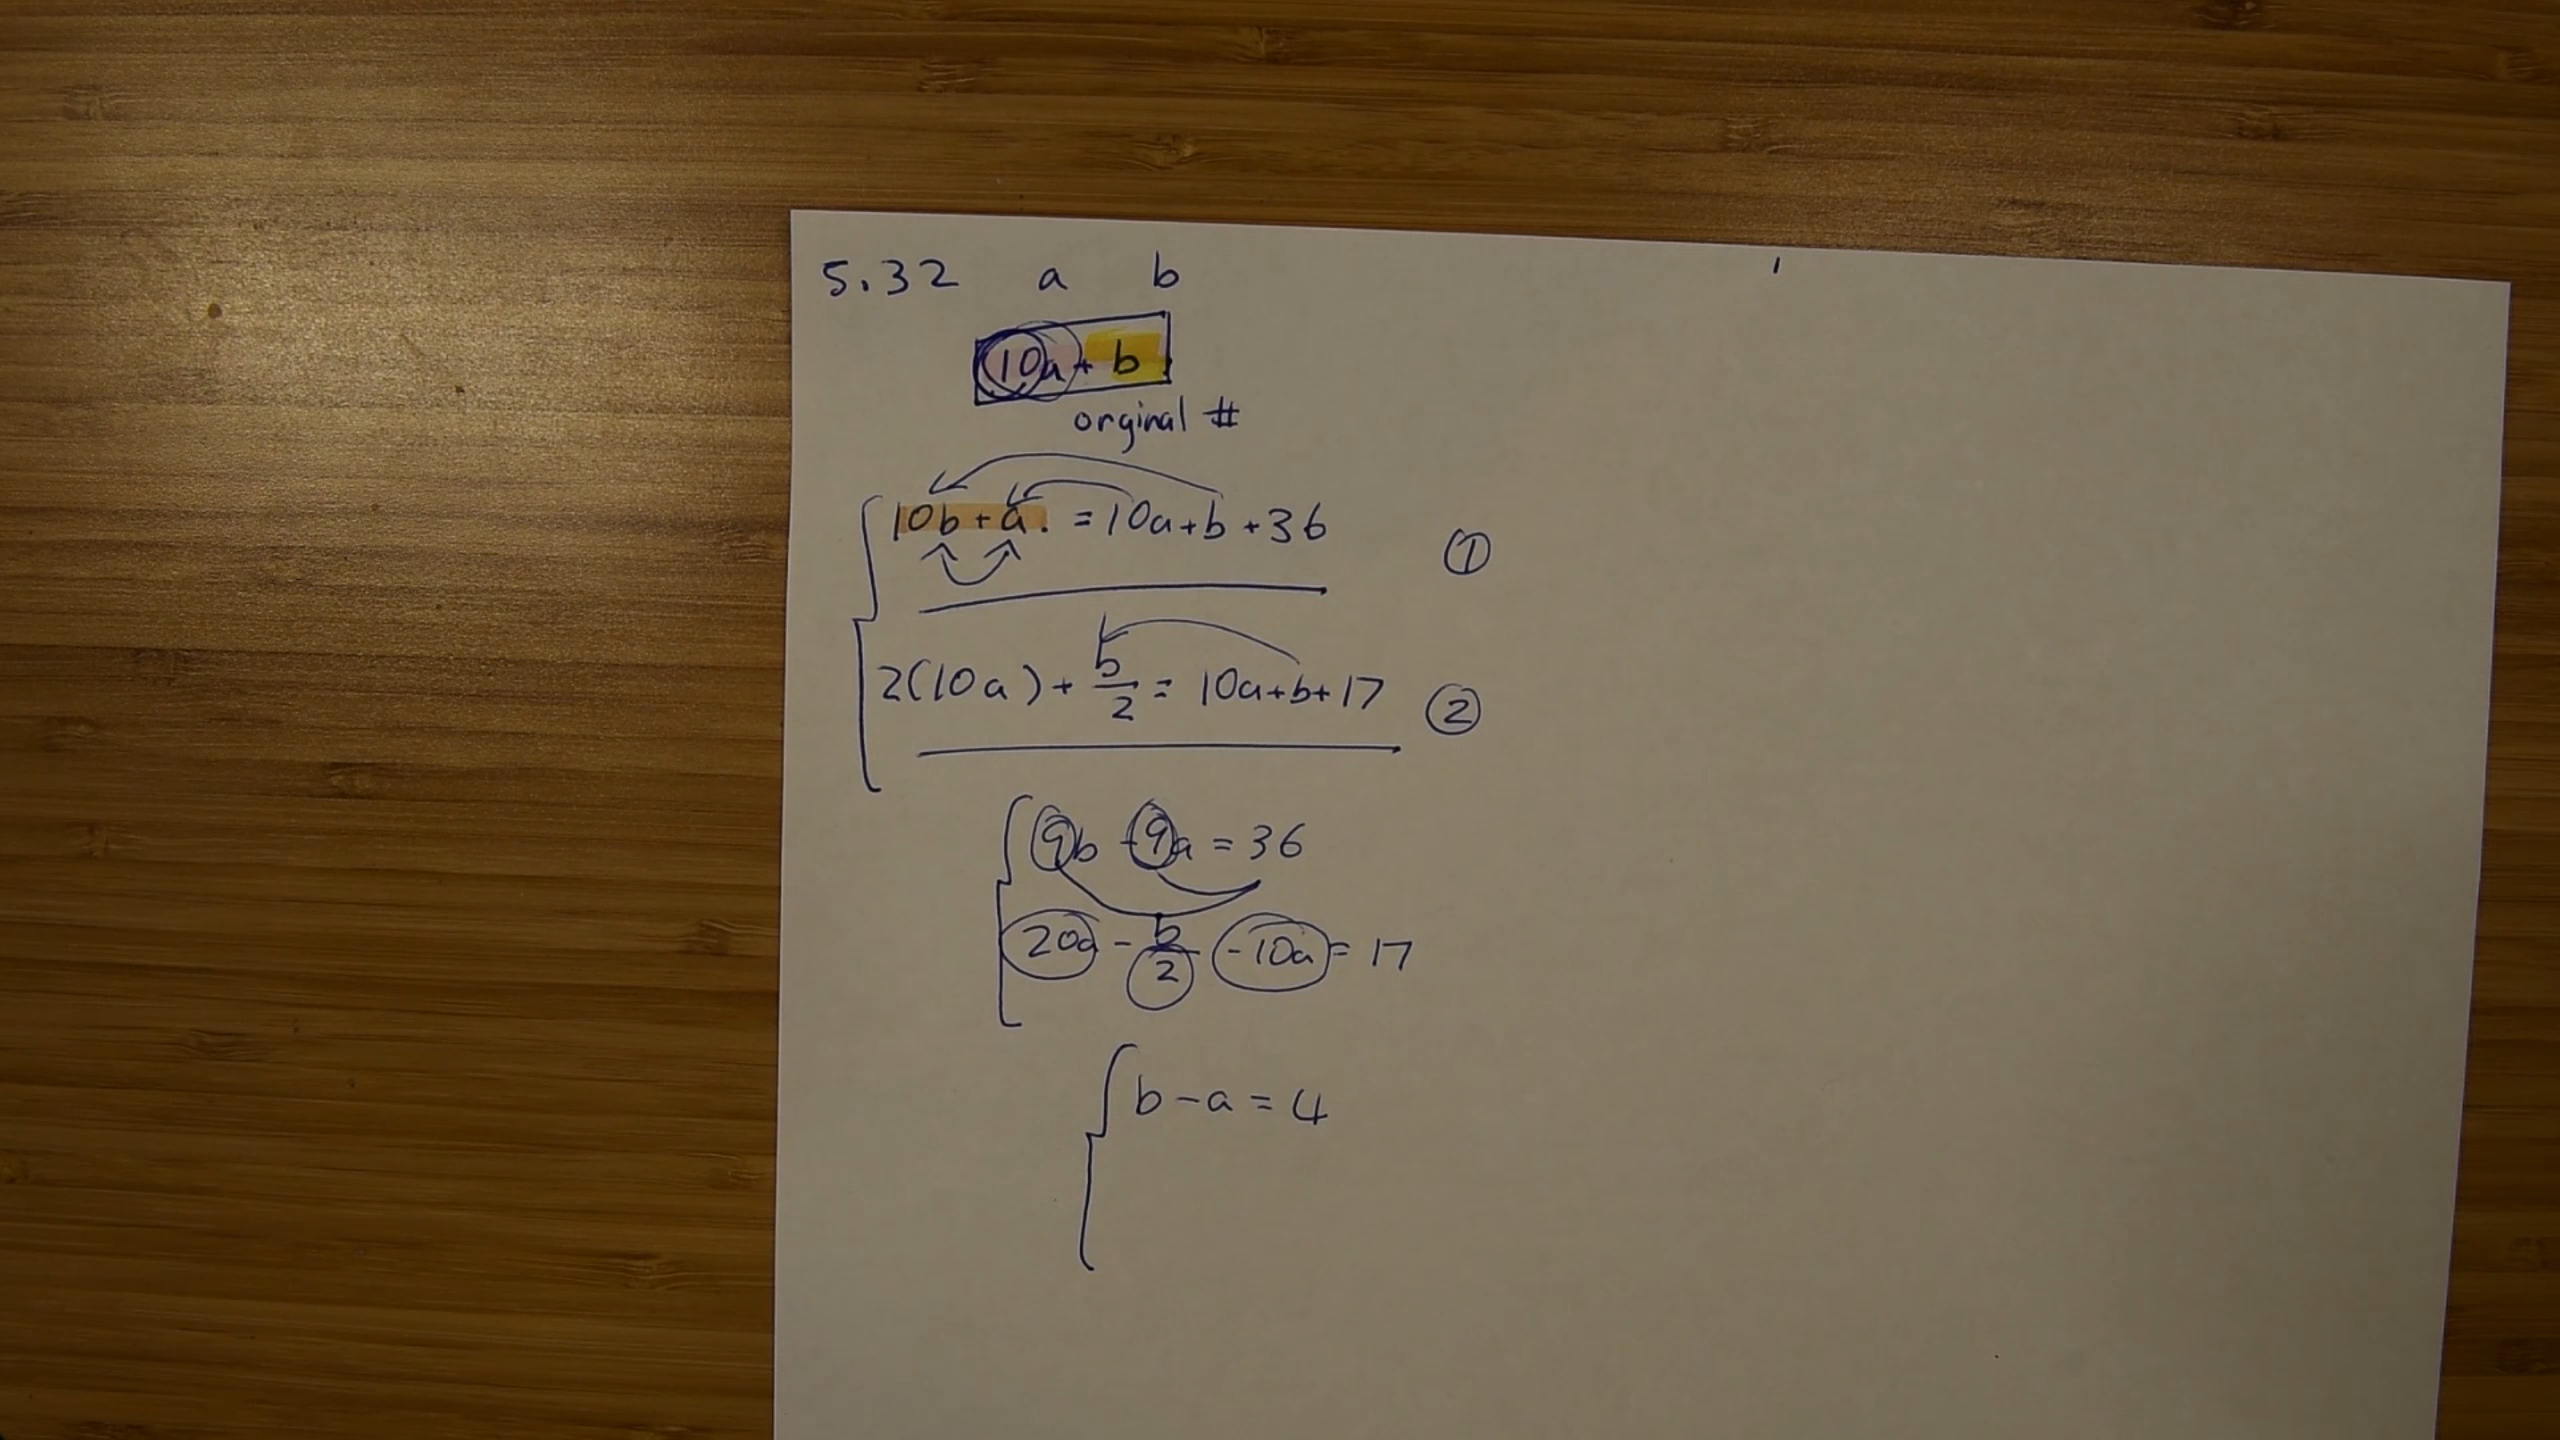 5.32 a b
10a + b
orginal #
10b + a. = 10a + b + 36 ①
2(10a) + b/2 = 10a + b + 17 ②
9b - 9a = 36
20a - b/2 - 10a = 17
b - a = 4